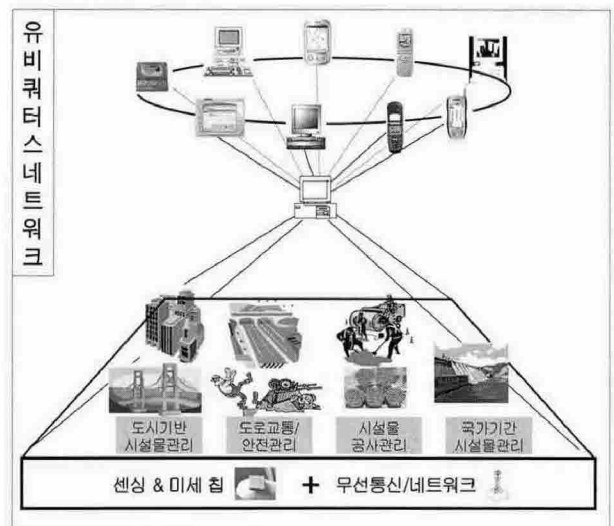 유비쿼터스네트워크
도시기반
시설물관리
도로교통/
안전관리
시설물
공사관리
국가기간
시설물관리
센싱 & 미세 칩 + 무선통신/네트워크